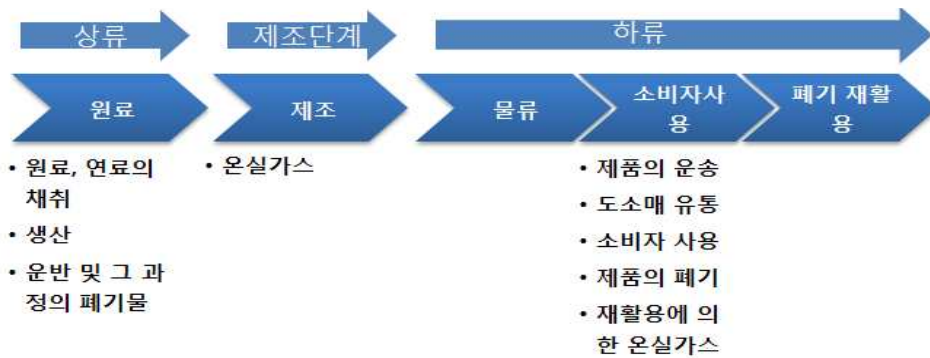 상류
제조단계
하류
원료
제조
물류
소비자사
용
폐기 재활
용
• 원료, 연료의
채취
• 생산
• 운반 및 그 과
정의 폐기물
• 온실가스
• 제품의 운송
• 도소매 유통
• 소비자 사용
• 제품의 폐기
• 재활용에 의
한 온실가스